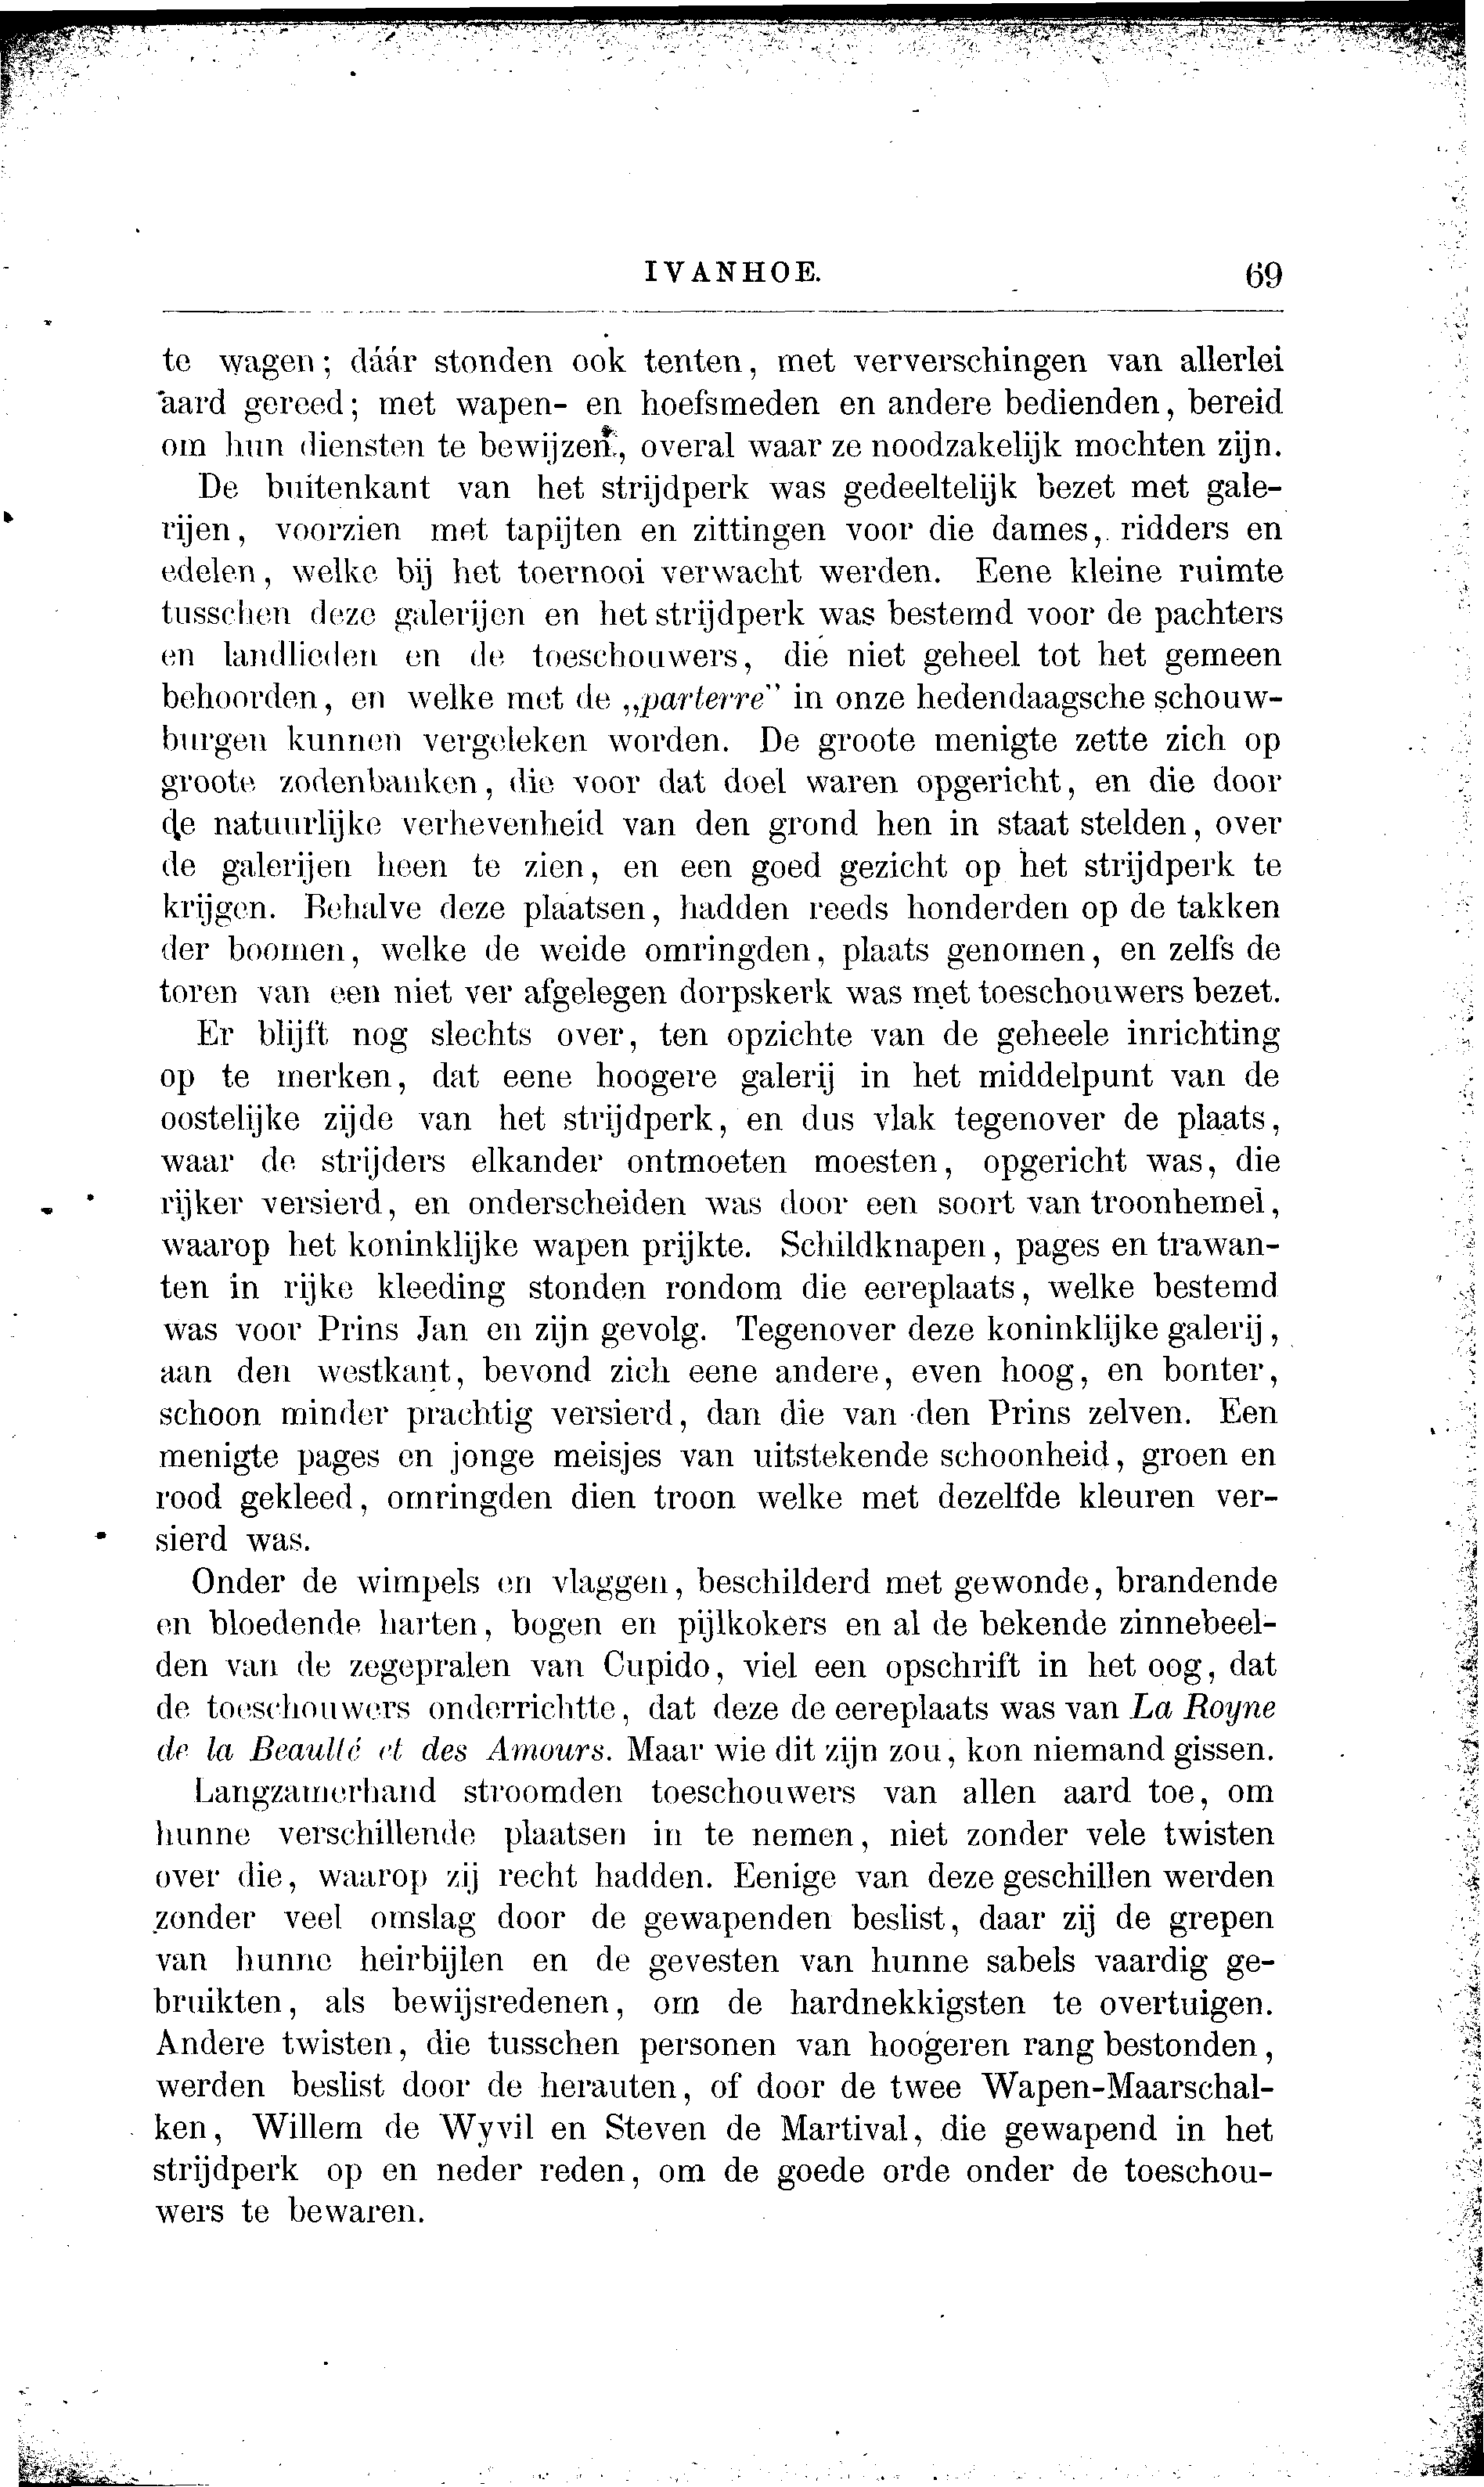 IVANHOE. 69
te wagen; dáár stonden ook tenten, met ververschingen van allerlei
aard gereed; met wapen- en hoefsmeden en andere bedienden, bereid
om hun diensten te bewijzen, overal waar ze noodzakelijk mochten zijn.
De buitenkant van het strijdperk was gedeeltelijk bezet met gale-
rijen, voorzien met tapijten en zittingen voor die dames, ridders en
edelen, welke bij het toernooi verwacht werden. Eene kleine ruimte
tusschen deze galerijen en het strijdperk was bestemd voor de pachters
en landlieden en de toeschouwers, die niet geheel tot het gemeen
behoorden, en welke met de „parterre” in onze hedendaagsche schouw-
burgen kunnen vergeleken worden. De groote menigte zette zich op
groote zodenbanken, die voor dat doel waren opgericht, en die door
de natuurlijke verhevenheid van den grond hen in staat stelden, over
de galerijen heen te zien, en een goed gezicht op het strijdperk te
krijgen. Behalve deze plaatsen, hadden reeds honderden op de takken
der boomen, welke de weide omringden, plaats genomen, en zelfs de
toren van een niet ver afgelegen dorpskerk was met toeschouwers bezet.
Er blijft nog slechts over, ten opzichte van de geheele inrichting
op te merken, dat eene hoogere galerij in het middelpunt van de
oostelijke zijde van het strijdperk, en dus vlak tegenover de plaats,
waar de strijders elkander ontmoeten moesten, opgericht was, die
rijker versierd, en onderscheiden was door een soort van troonhemel,
waarop het koninklijke wapen prijkte. Schildknapen, pages en trawan-
ten in rijke kleeding stonden rondom die eereplaats, welke bestemd
was voor Prins Jan en zijn gevolg. Tegenover deze koninklijke galerij,
aan den westkant, bevond zich eene andere, even hoog, en bonter,
schoon minder prachtig versierd, dan die van den Prins zelven. Een
menigte pages en jonge meisjes van uitstekende schoonheid, groen en
rood gekleed, omringden dien troon welke met dezelfde kleuren ver-
sierd was.
Onder de wimpels en vlaggen, beschilderd met gewonde, brandende
en bloedende harten, bogen en pijlkokers en al de bekende zinnebeel-
den van de zegepralen van Cupido, viel een opschrift in het oog, dat
de toeschouwers onderrichtte, dat deze de eereplaats was van La Royne
de la Beaulté et des Amours. Maar wie dit zijn zou, kon niemand gissen.
Langzamerhand stroomden toeschouwers van allen aard toe, om
hunne verschillende plaatsen in te nemen, niet zonder vele twisten
over die, waarop zij recht hadden. Eenige van deze geschillen werden
zonder veel omslag door de gewapenden beslist, daar zij de grepen
van hunne heirbijlen en de gevesten van hunne sabels vaardig ge-
bruikten, als bewijsredenen, om de hardnekkigsten te overtuigen.
Andere twisten, die tusschen personen van hoogeren rang bestonden,
werden beslist door de herauten, of door de twee Wapen-Maarschal-
ken, Willem de Wyvil en Steven de Martival, die gewapend in het
strijdperk op en neder reden, om de goede orde onder de toeschou-
wers te bewaren.